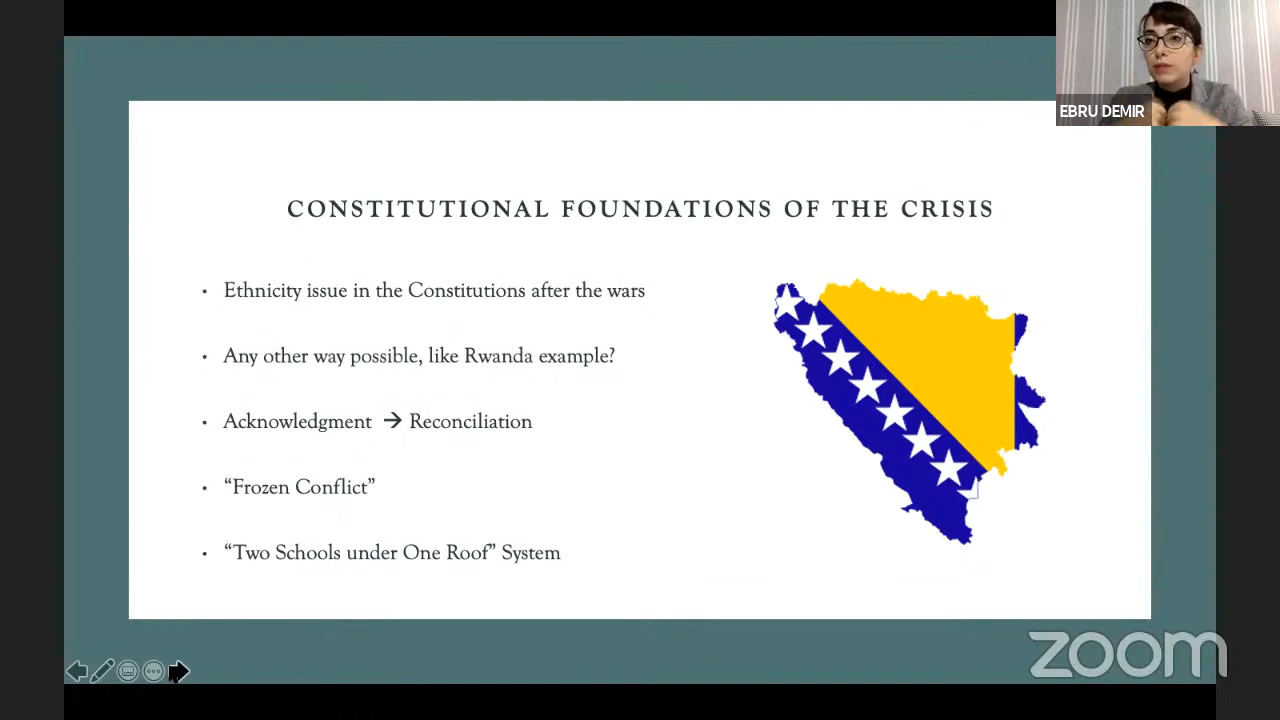 EBRU DEMIR
CONSTITUTIONAL FOUNDATIONS OF THE CRISIS
• Ethnicity issue in the Constitutions after the wars
• Any other way possible, like Rwanda example?
• Acknowledgment → Reconciliation
• “Frozen Conflict”
• “Two Schools under One Roof” System
zoom